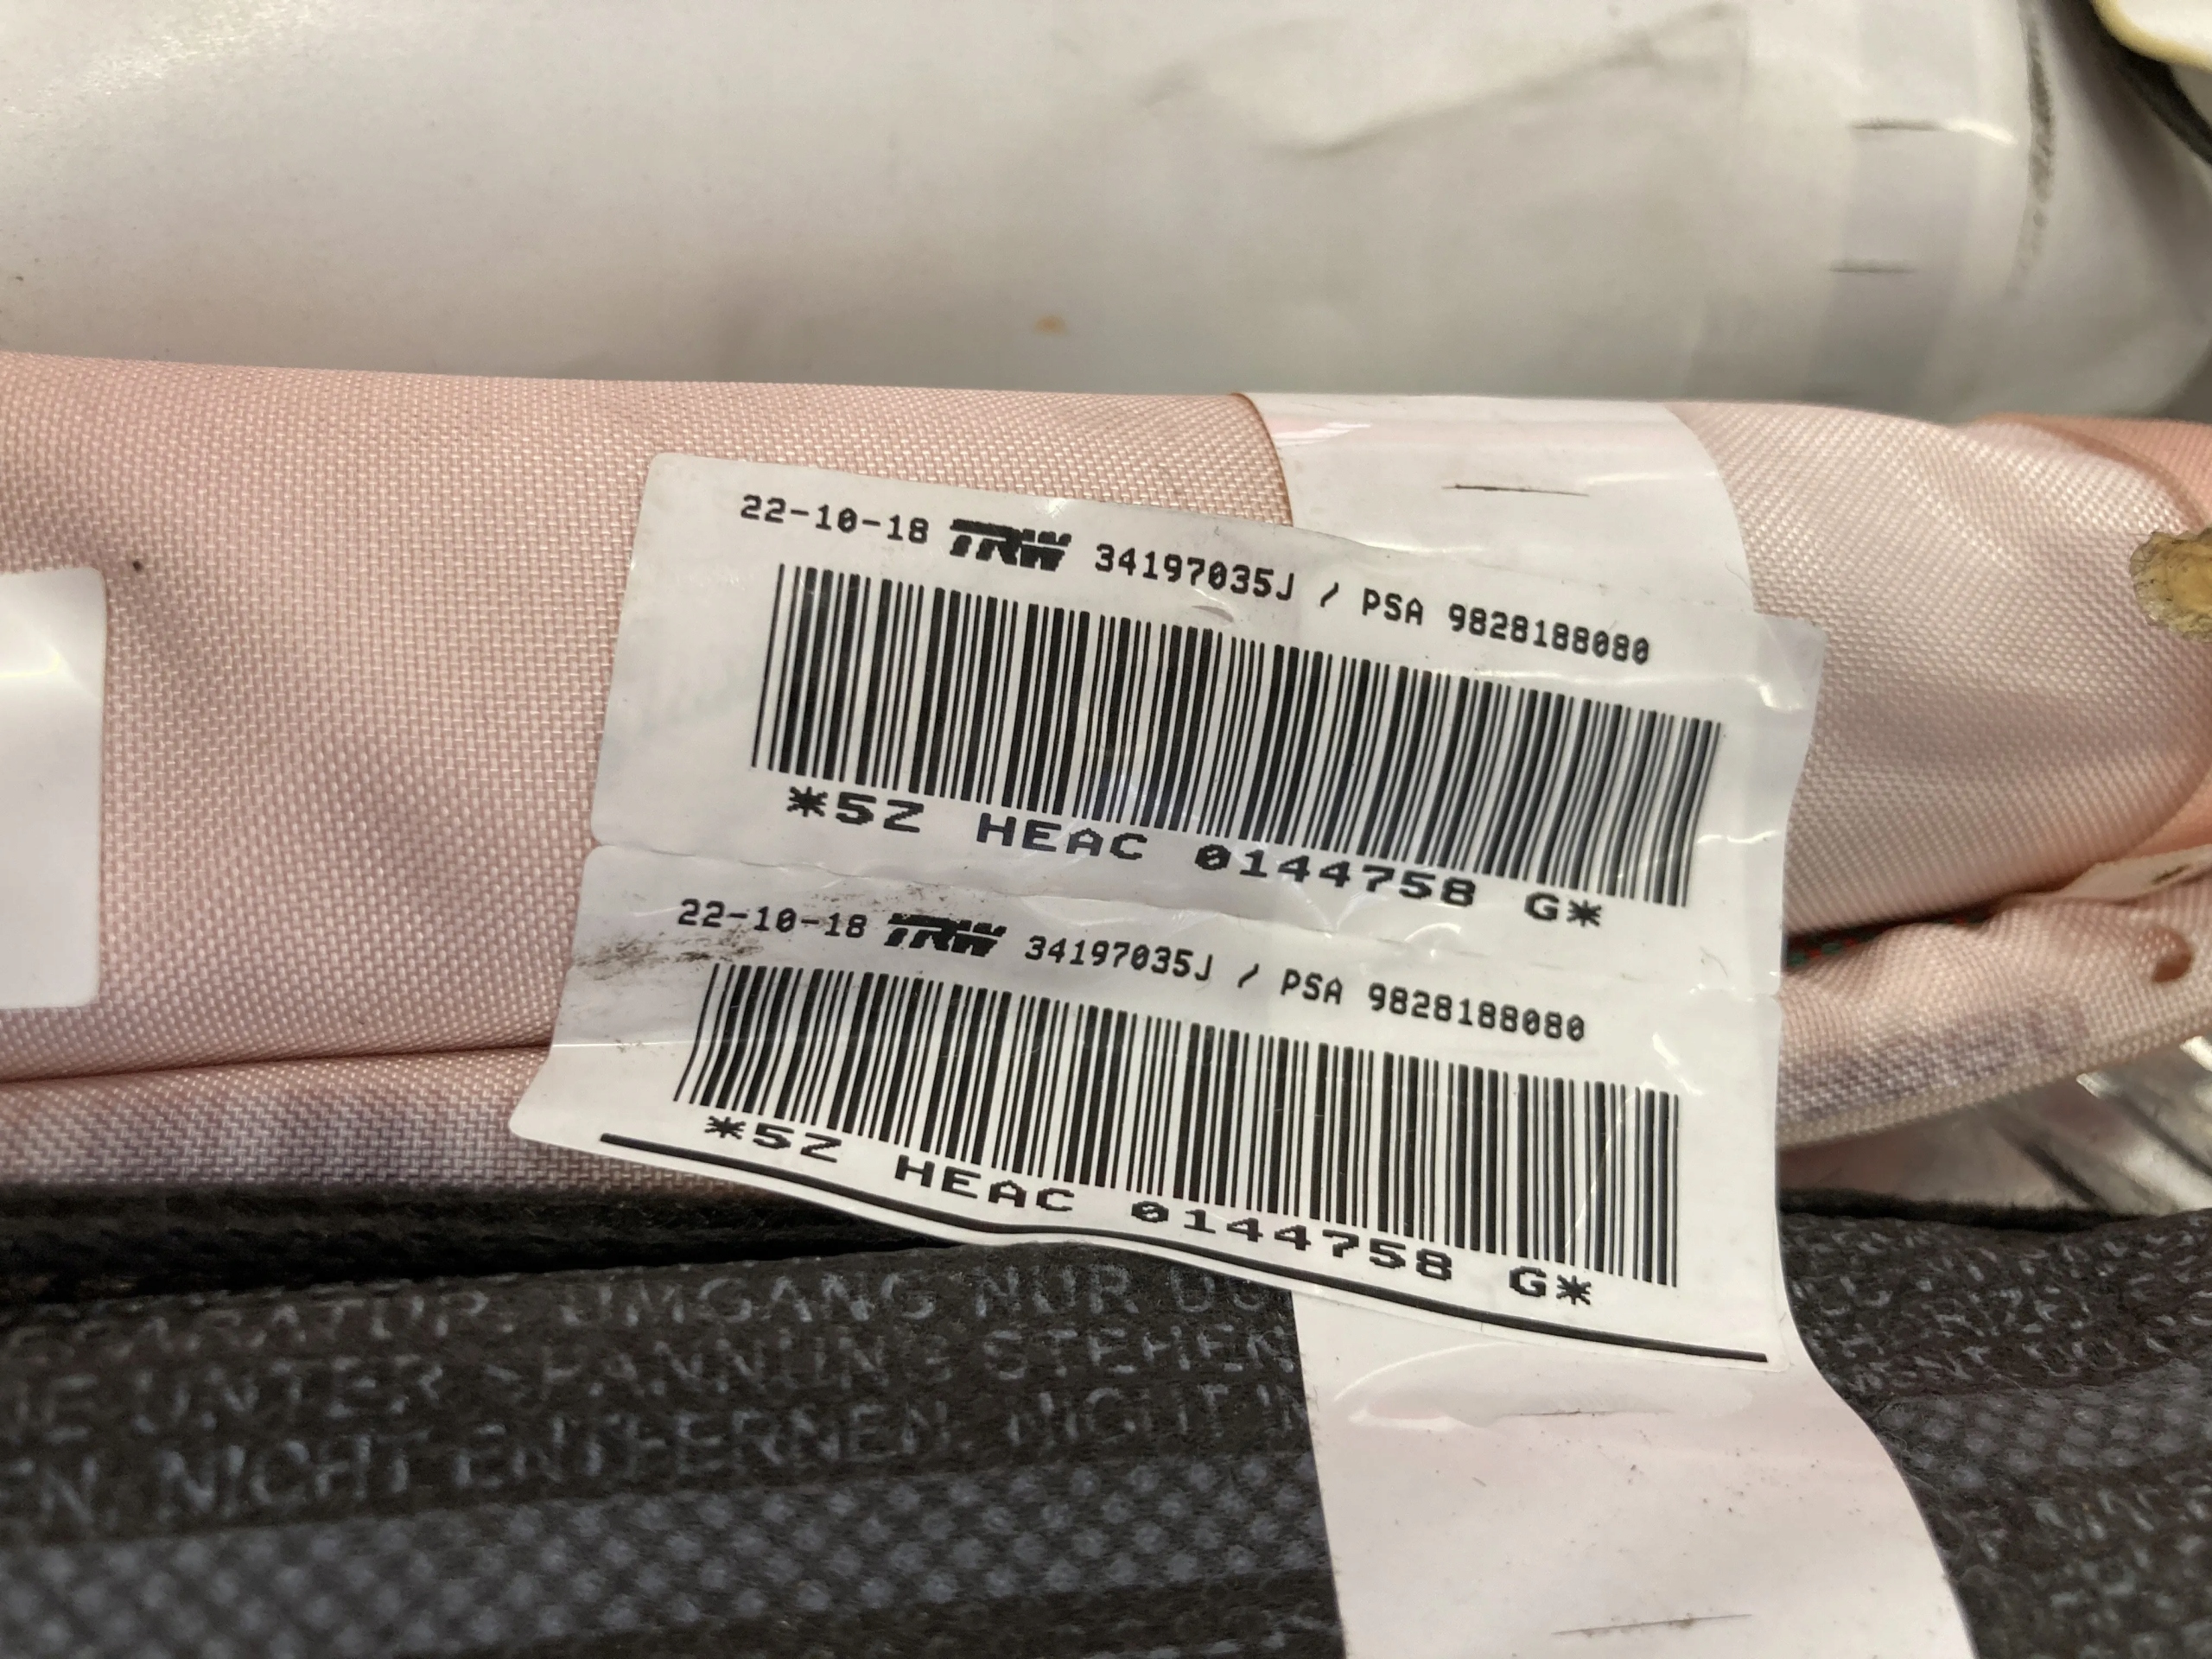 22-10-18 TRW 34197035J / PSA 9828188080
*5Z HEAC 0144758 G*
22-10-18 TRW 34197035J / PSA 9828188080
*5Z HEAC 0144758 G*
UMGANG NUR
UNTER SPANNUNG STEHEN
NICHT ENTFERNEN. NICHT